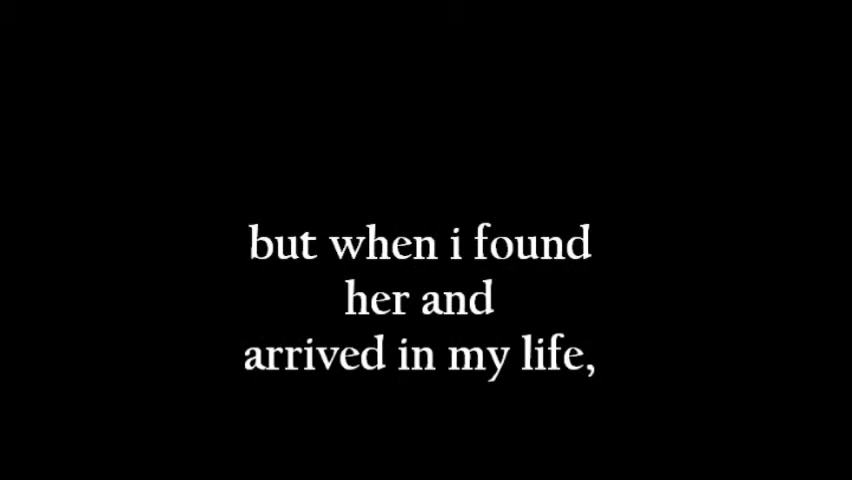 but when i found
her and
arrived in my life,